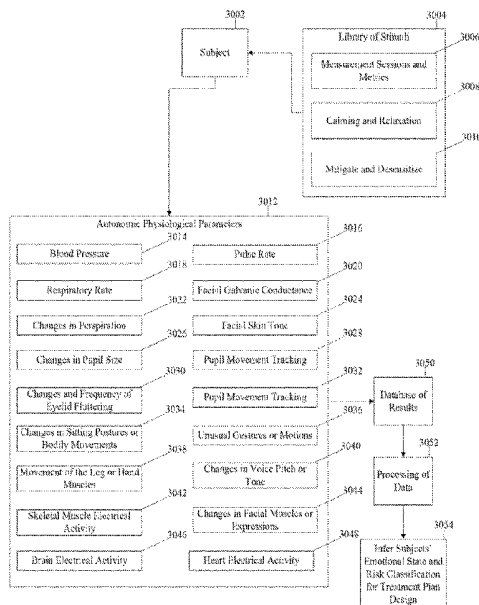 3002
3004
Subject
Library of Stimuli
3006
Measurement Sessions and
Metrics
3008
Calming and Relaxation
3010
Mitigate and Desensitize
3012
Autonomic Physiological Parameters
3014
Blood Pressure
3016
Pulse Rate
3018
Respiratory Rate
3020
Facial Galvanic Conductance
3022
Changes in Perspiration
3024
Facial Skin Tone
3026
Changes in Pupil Size
3028
Pupil Movement Tracking
3030
Changes and Frequency of
Eyelid Fluttering
3032
Pupil Movement Tracking
3034
Changes in Sitting Postures or
Bodily Movements
3036
Unusual Gestures or Motions
3038
Movement of the Leg or Hand
Muscles
3040
Changes in Voice Pitch or
Tone
3042
Skeletal Muscle Electrical
Activity
3044
Changes in Facial Muscles or
Expressions
3046
Brain Electrical Activity
3048
Heart Electrical Activity
3050
Database of
Results
3052
Processing of
Data
3054
Infer Subjects'
Emotional State and
Risk Classification
for Treatment Plan
Design